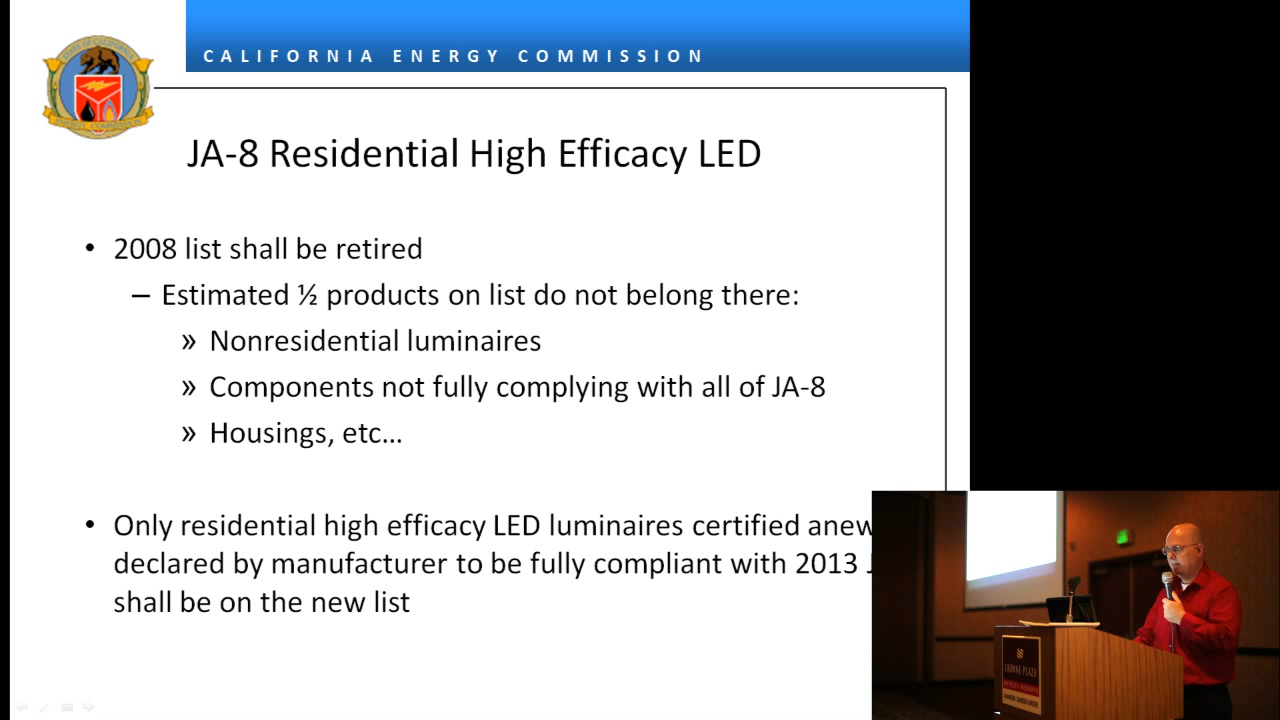 CALIFORNIA ENERGY COMMISSION
JA-8 Residential High Efficacy LED
• 2008 list shall be retired
– Estimated ½ products on list do not belong there:
» Nonresidential luminaires
» Components not fully complying with all of JA-8
» Housings, etc...
• Only residential high efficacy LED luminaires certified anew
declared by manufacturer to be fully compliant with 2013
shall be on the new list
PLAZA